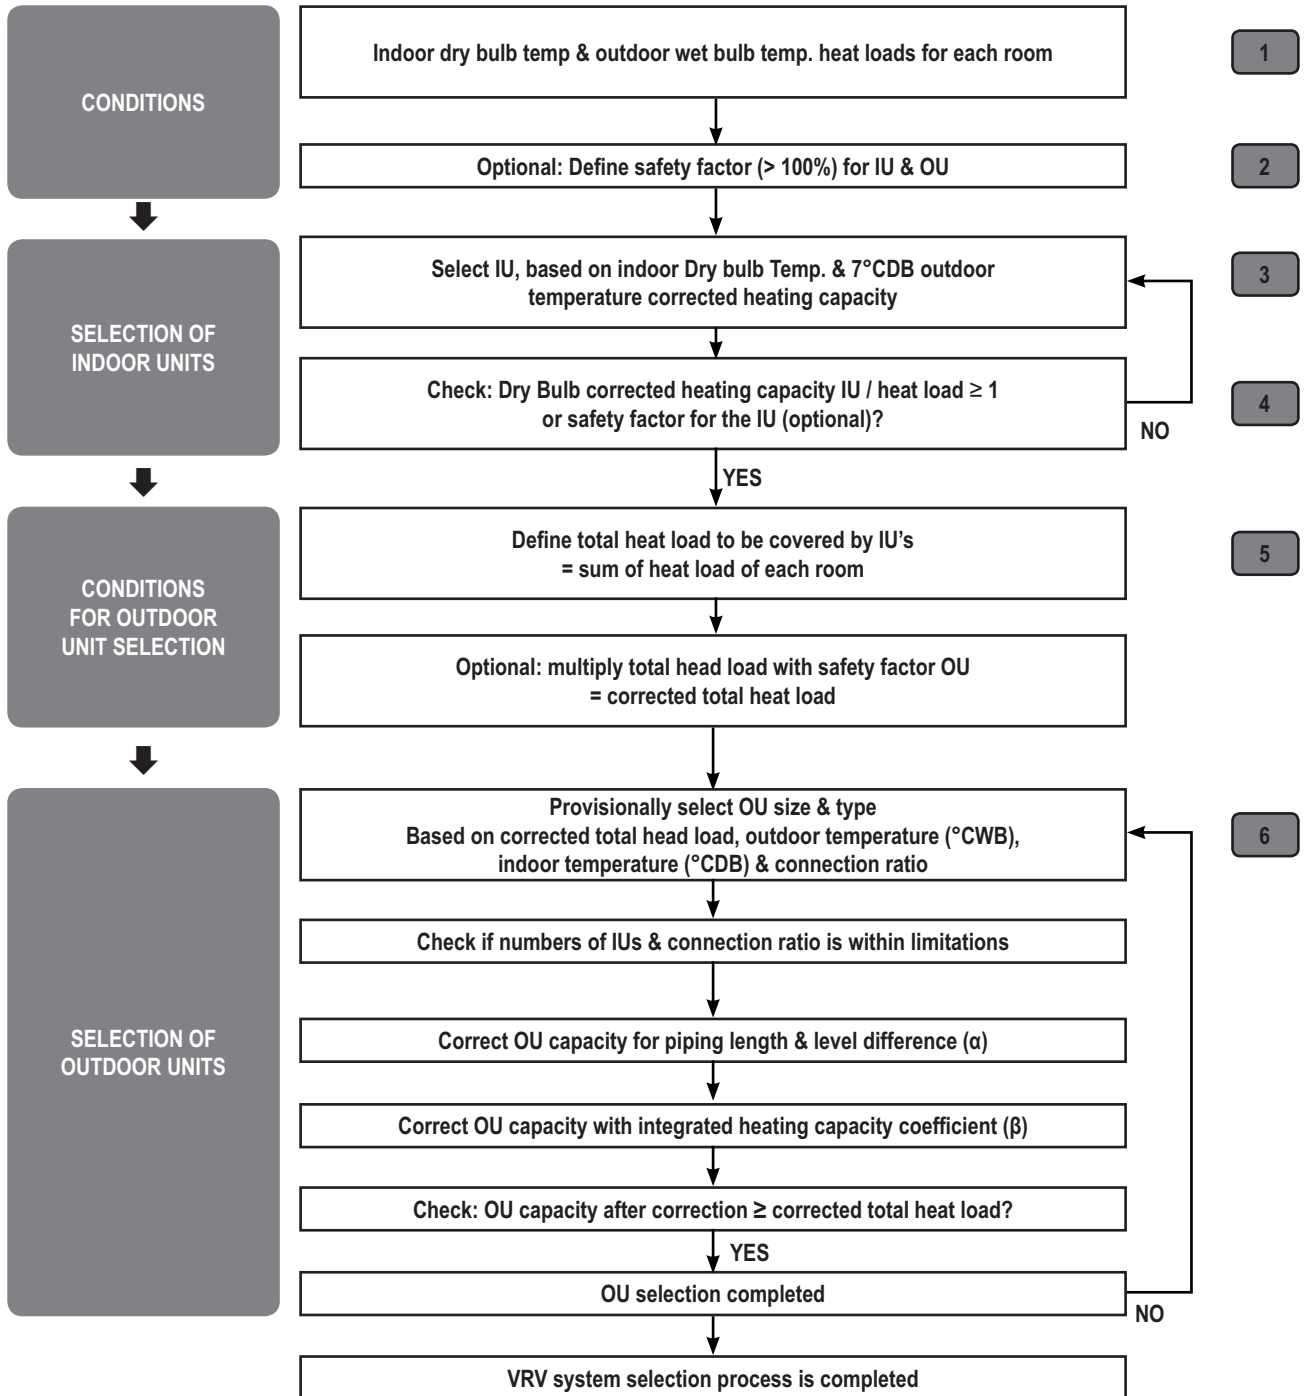 CONDITIONS
Indoor dry bulb temp & outdoor wet bulb temp. heat loads for each room
1
Optional: Define safety factor (> 100%) for IU & OU
2
SELECTION OF
INDOOR UNITS
Select IU, based on indoor Dry bulb Temp. & 7°CDB outdoor
temperature corrected heating capacity
3
Check: Dry Bulb corrected heating capacity IU / heat load ≥ 1
or safety factor for the IU (optional)?
4
NO
YES
CONDITIONS
FOR OUTDOOR
UNIT SELECTION
Define total heat load to be covered by IU’s
= sum of heat load of each room
5
Optional: multiply total head load with safety factor OU
= corrected total heat load
SELECTION OF
OUTDOOR UNITS
Provisionally select OU size & type
Based on corrected total head load, outdoor temperature (°CWB),
indoor temperature (°CDB) & connection ratio
6
Check if numbers of IUs & connection ratio is within limitations
Correct OU capacity for piping length & level difference (α)
Correct OU capacity with integrated heating capacity coefficient (β)
Check: OU capacity after correction ≥ corrected total heat load?
YES
OU selection completed
NO
VRV system selection process is completed